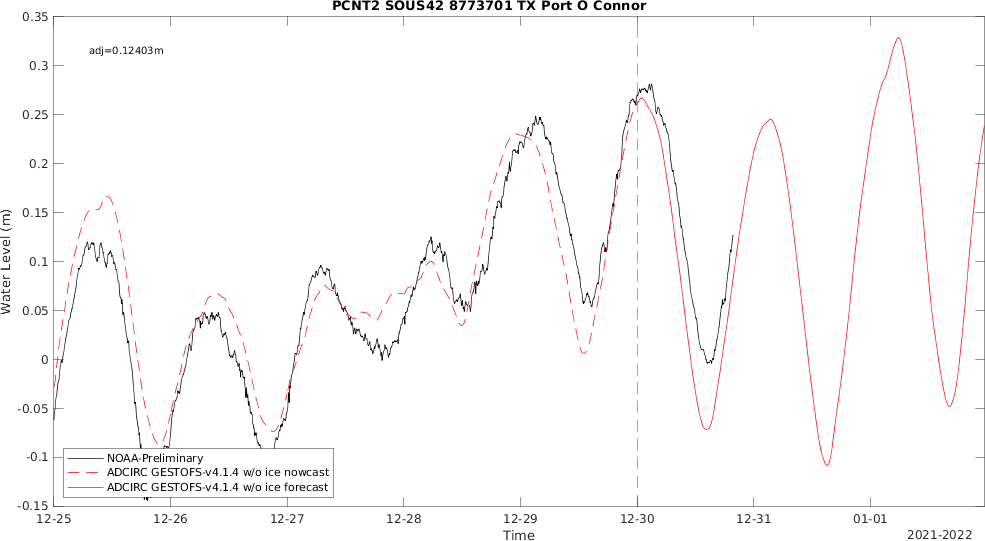 PCNT2 SOUS42 8773701 TX Port O Connor
0.35
0.3
0.25
0.2
0.15
0.1
0.05
0
-0.05
-0.1
-0.15
Water Level (m)
adj=0.12403m
NOAA-Preliminary
ADCIRC GESTOFS-v4.1.4 w/o ice nowcast
ADCIRC GESTOFS-v4.1.4 w/o ice forecast
12-25 12-26 12-27 12-28 12-29 12-30 12-31 01-01
Time
2021-2022